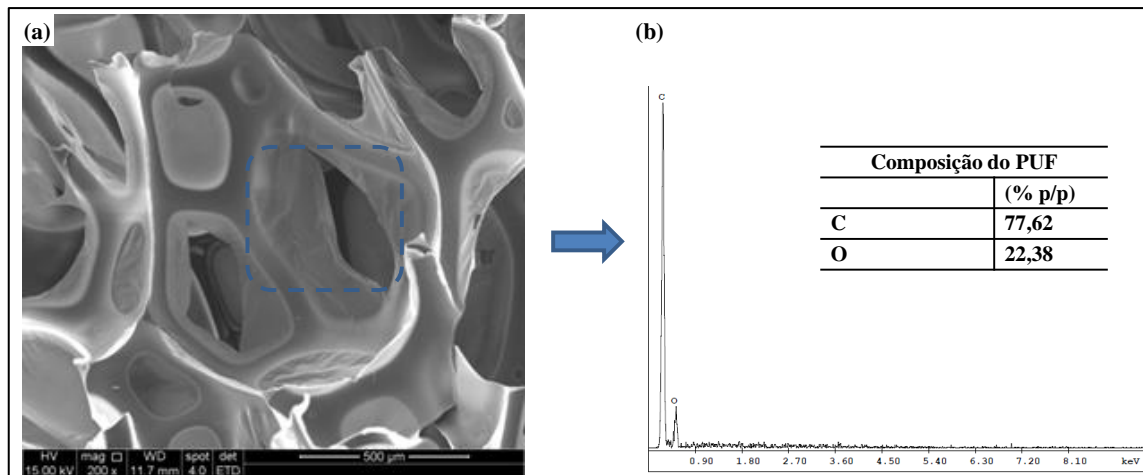 (a)
HV mag WD spot det
15.00 kV 200 x 11.7 mm 4.0 ETD
500 µm
(b)
C
O
0.90 1.80 2.70 3.60 4.50 5.40 6.30 7.20 8.10 keV
Composição do PUF
(% p/p)
C 77,62
O 22,38